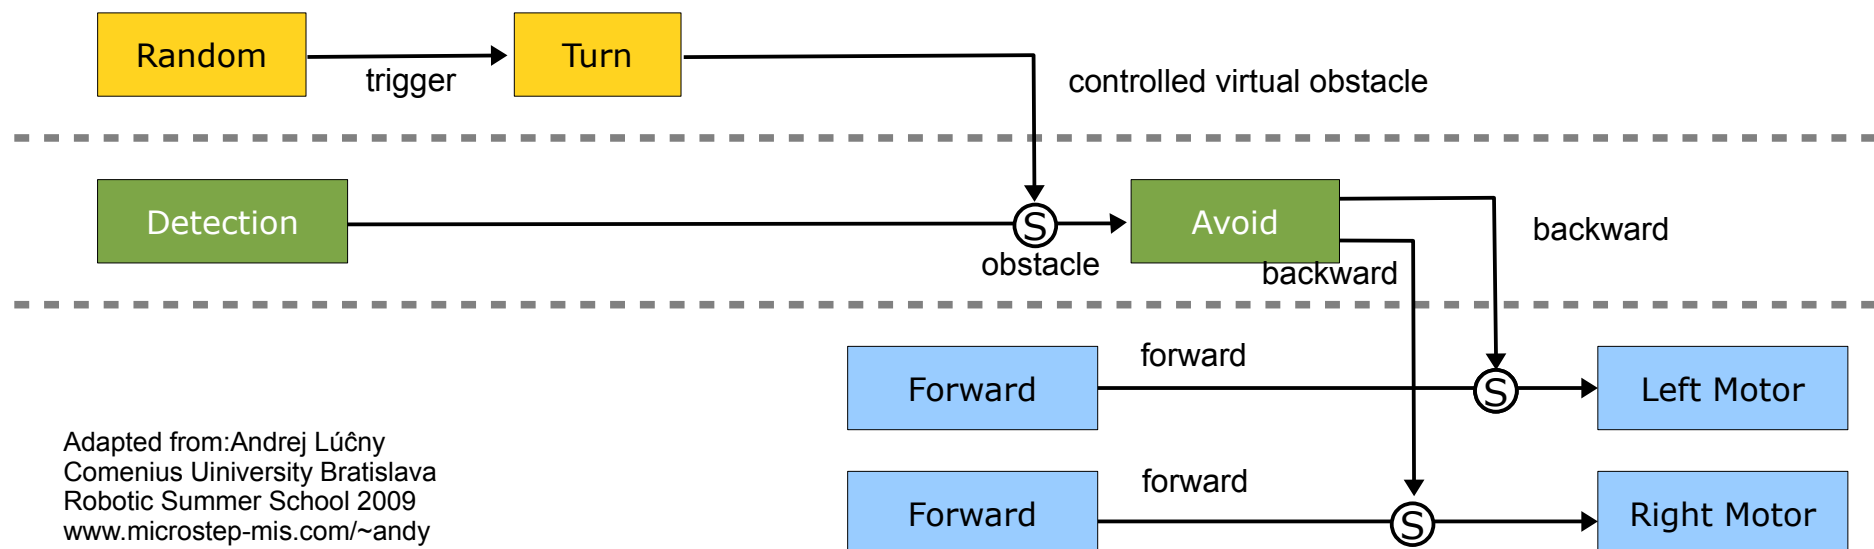 Random
trigger
Turn
controlled virtual obstacle
Detection
S
obstacle
Avoid
backward
backward
Forward
forward
S
Left Motor
Forward
forward
S
Right Motor
Adapted from:Andrej Lúĉny
Comenius Uiniversity Bratislava
Robotic Summer School 2009
www.microstep-mis.com/~andy